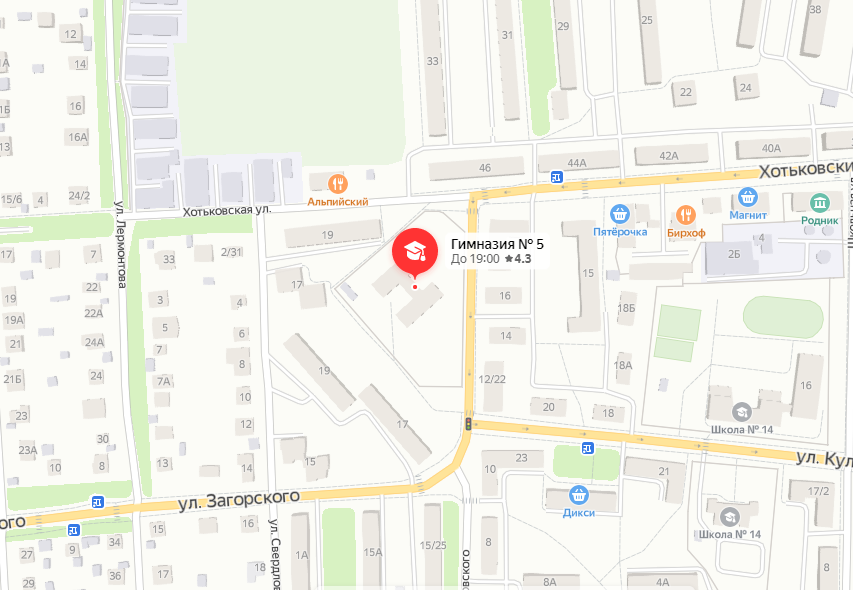 12
14
16
16А
13
1Б
15/6
4
24/2
33
31
29
25
38
22
24
46
44А
42А
40А
Хотьковский
Хотьковская ул.
Альпийский
ул. Лермонтова
19
Гимназия № 5
До 19:00 ★4.3
Пятёрочка
Бирхоф
Магнит
Родник
4
2Б
15
7
33
2/31
22
19
22А
19А
24А
21
24
21Б
23
30
23А
10
8
4
3
5
7
6
8
7А
10
12
13
14
17
19
17
15
16
14
12/22
18Б
18А
20
18
16
Школа № 14
ул. Кул
23
10
21
17/2
Дикси
Школа № 14
ул. Загорского
ого
ул. Свердлов
овского
15
16
18
17
27
9
34
29
36
1А
15А
15/25
8
8А
4А
8